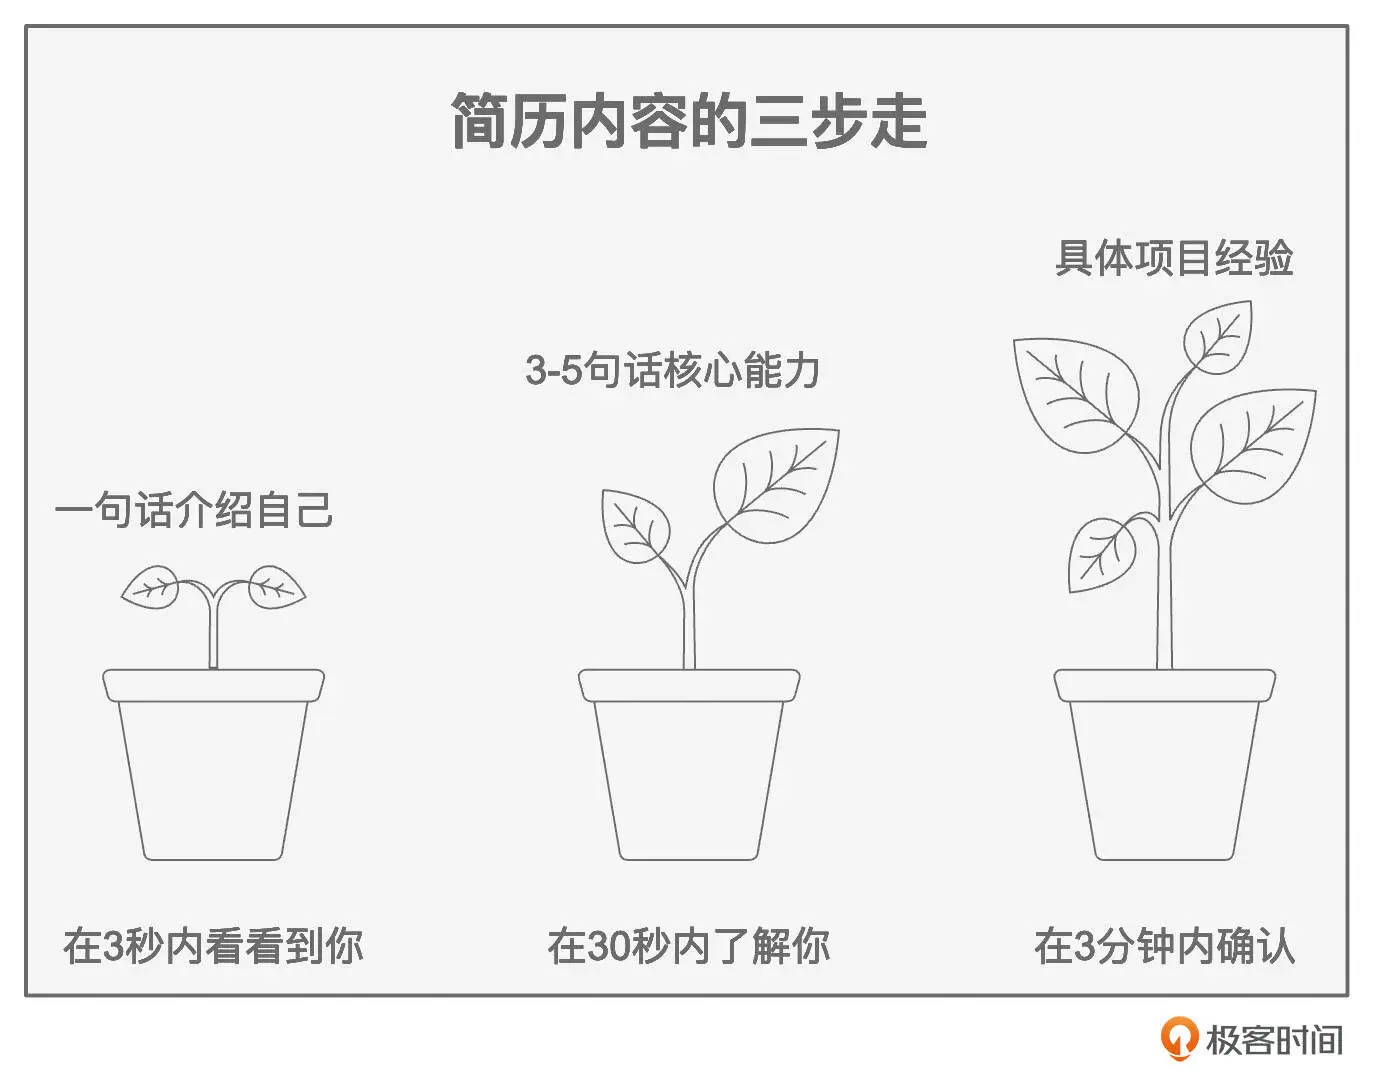 简历内容的三步走
一句话介绍自己
3-5句话核心能力
具体项目经验
在3秒内看看到你
在30秒内了解你
在3分钟内确认
极客时间